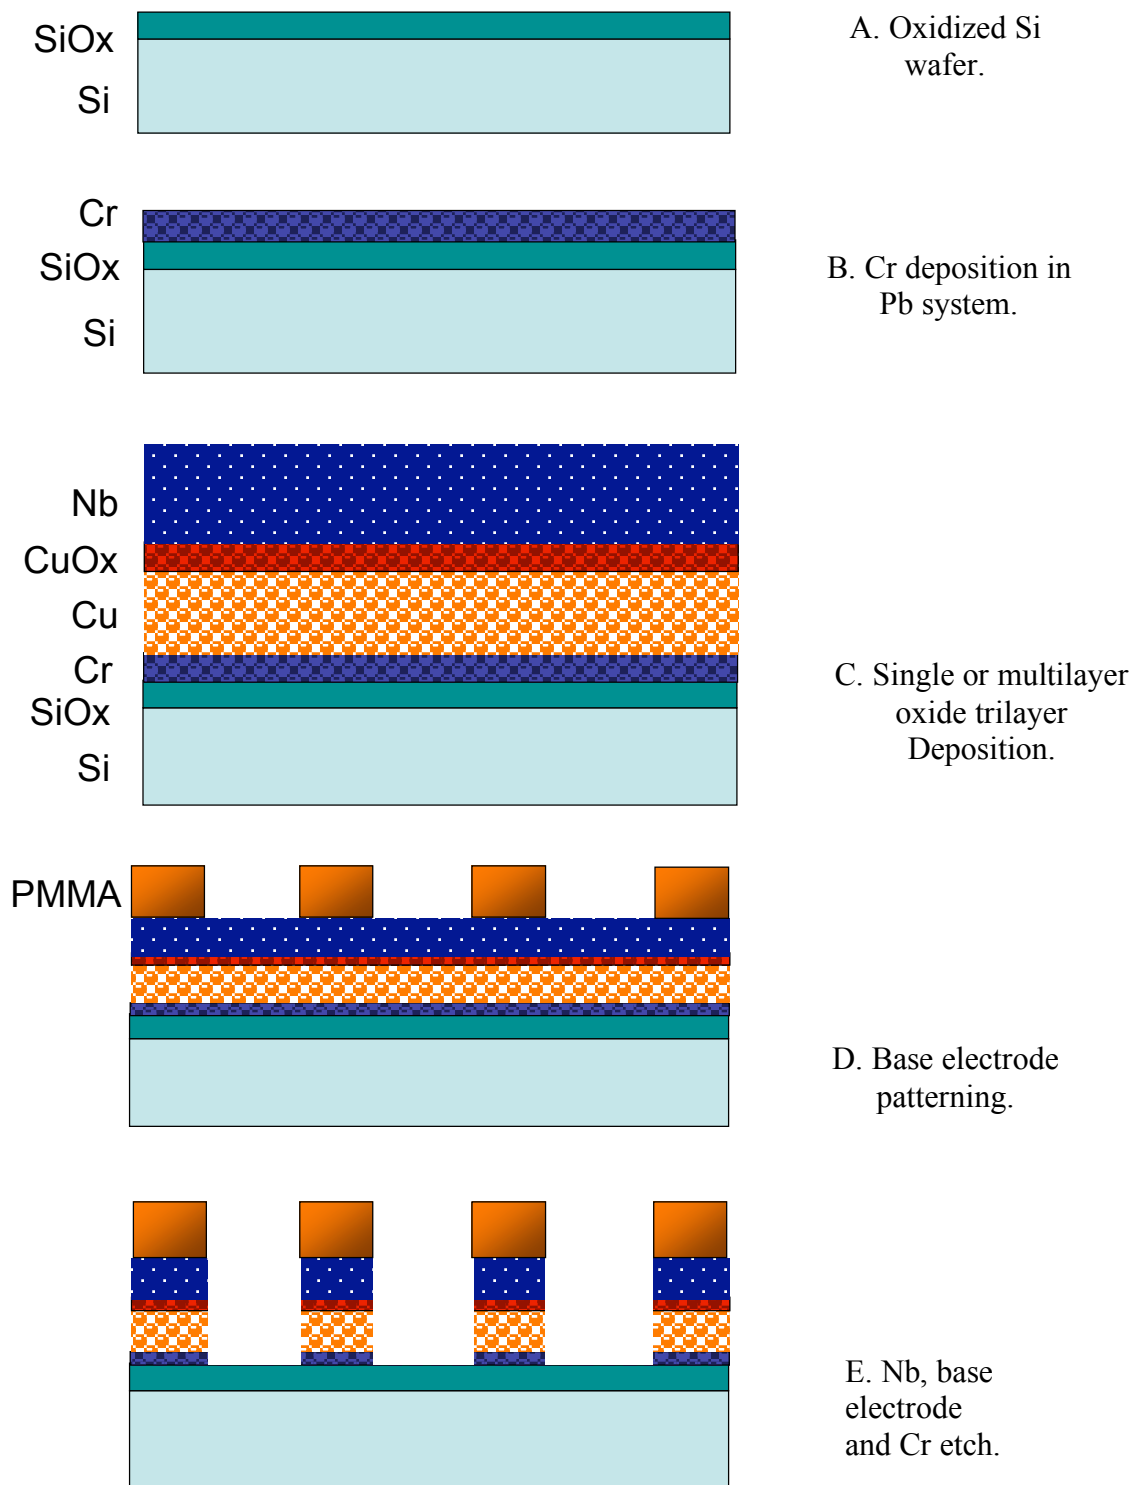 SiOx
Si
A. Oxidized Si
wafer.
Cr
SiOx
Si
B. Cr deposition in
Pb system.
Nb
CuOx
Cu
Cr
SiOx
Si
C. Single or multilayer
oxide trilayer
Deposition.
PMMA
D. Base electrode
patterning.
E. Nb, base
electrode
and Cr etch.